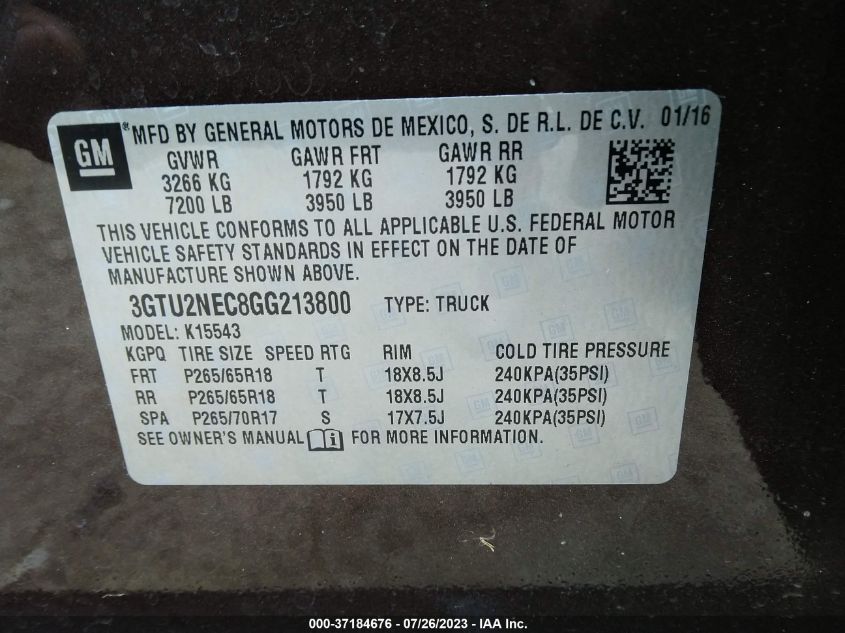 GM ® MFD BY GENERAL MOTORS DE MEXICO, S. DE R.L. DE C.V. 01/16
GVWR GAWR FRT GAWR RR
3266 KG 1792 KG 1792 KG
7200 LB 3950 LB 3950 LB
THIS VEHICLE CONFORMS TO ALL APPLICABLE U.S. FEDERAL MOTOR
VEHICLE SAFETY STANDARDS IN EFFECT ON THE DATE OF
MANUFACTURE SHOWN ABOVE.
3GTU2NEC8GG213800 TYPE: TRUCK
MODEL: K15543
KGPQ TIRE SIZE SPEED RTG RIM COLD TIRE PRESSURE
FRT P265/65R18 T 18X8.5J 240KPA(35PSI)
RR P265/65R18 T 18X8.5J 240KPA(35PSI)
SPA P265/70R17 S 17X7.5J 240KPA(35PSI)
SEE OWNER'S MANUAL i FOR MORE INFORMATION.
000-37184676 - 07/26/2023 - IAA Inc.